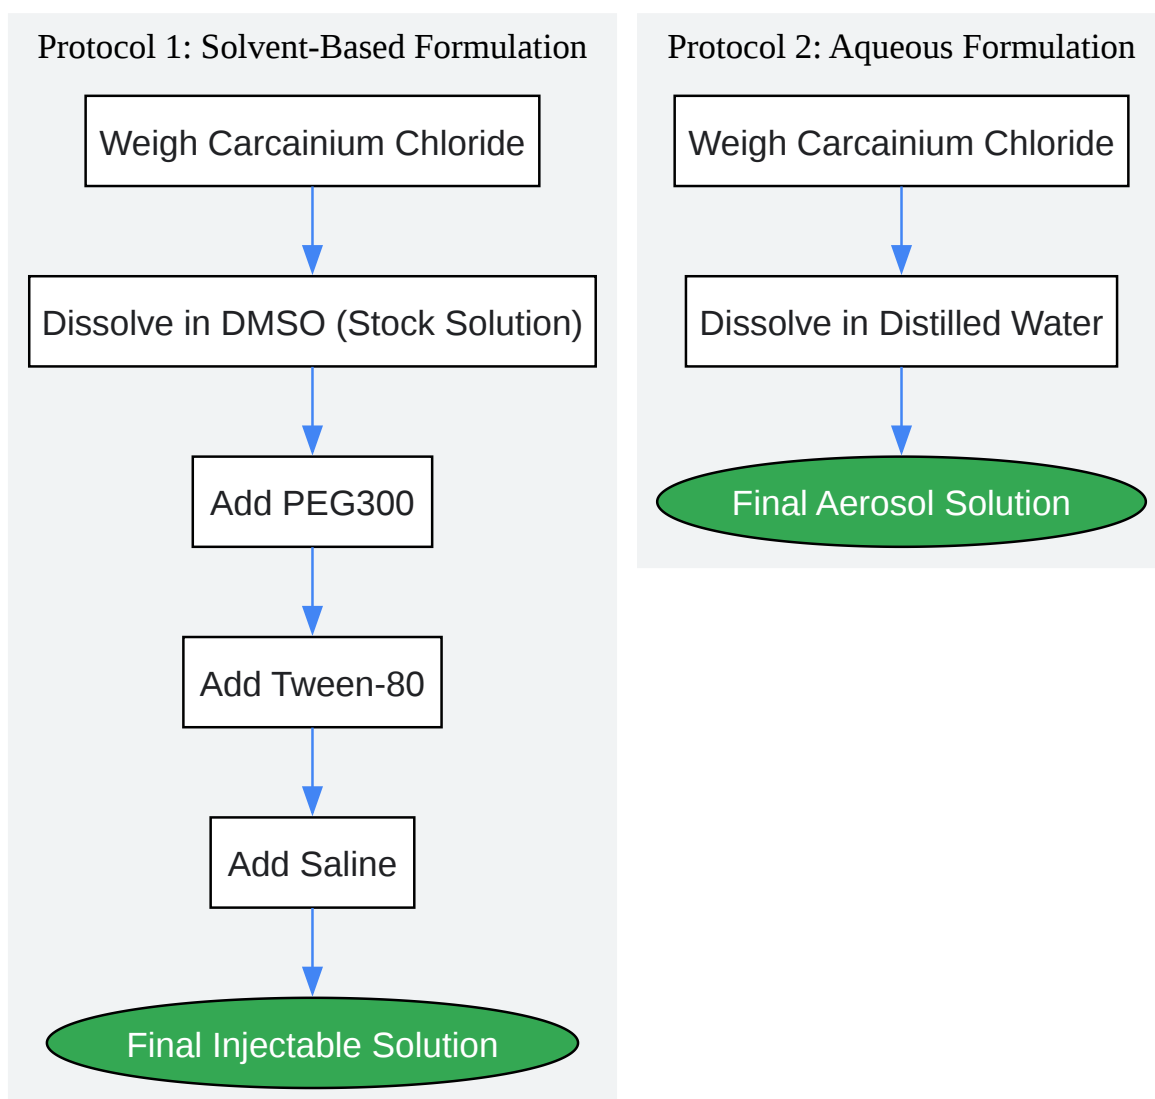 Protocol 1: Solvent-Based Formulation
Weigh Carcainium Chloride
Dissolve in DMSO (Stock Solution)
Add PEG300
Add Tween-80
Add Saline
Final Injectable Solution
Protocol 2: Aqueous Formulation
Weigh Carcainium Chloride
Dissolve in Distilled Water
Final Aerosol Solution